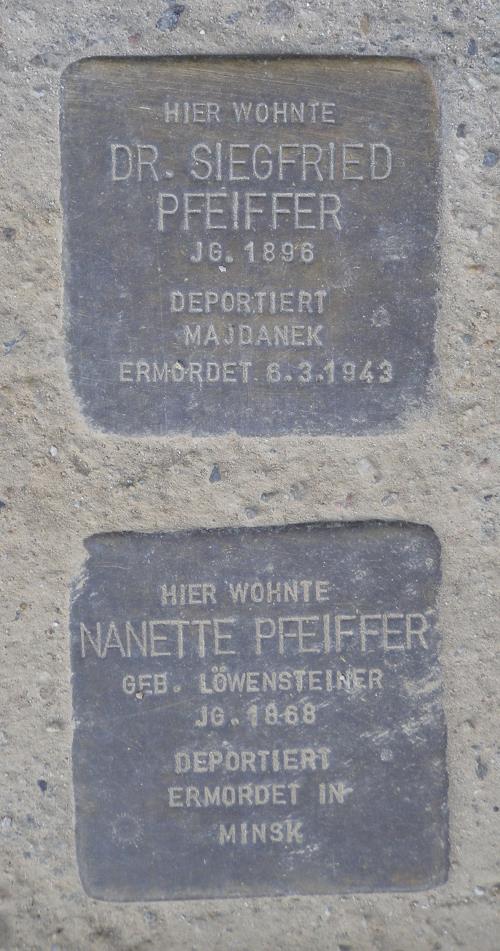 HIER WOHNTE
DR. SIEGFRIED
PFEIFFER
JG. 1896
DEPORTIERT
MAJDANEK
ERMORDET 6.3.1943
HIER WOHNTE
NANETTE PFEIFFER
GEB. LÖWENSTEINER
JG. 1868
DEPORTIERT
ERMORDET IN
MINSK